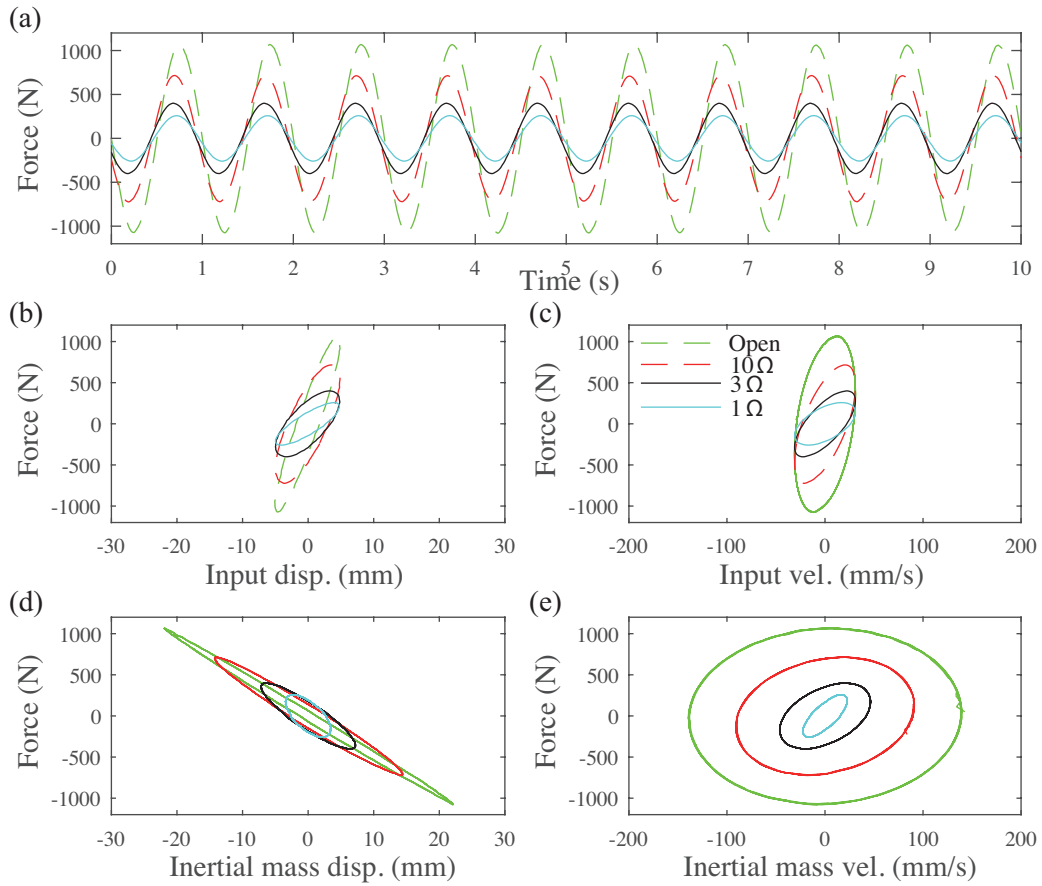 (a)
1000
500
0
-500
-1000
Force (N)
0 1 2 3 4 5 6 7 8 9 10
Time (s)
(b)
1000
500
0
-500
-1000
Force (N)
-30 -20 -10 0 10 20 30
Input disp. (mm)
(c)
1000
500
0
-500
-1000
Force (N)
Open
10 Ω
3 Ω
1 Ω
-200 -100 0 100 200
Input vel. (mm/s)
(d)
1000
500
0
-500
-1000
Force (N)
-30 -20 -10 0 10 20 30
Inertial mass disp. (mm)
(e)
1000
500
0
-500
-1000
Force (N)
-200 -100 0 100 200
Inertial mass vel. (mm/s)